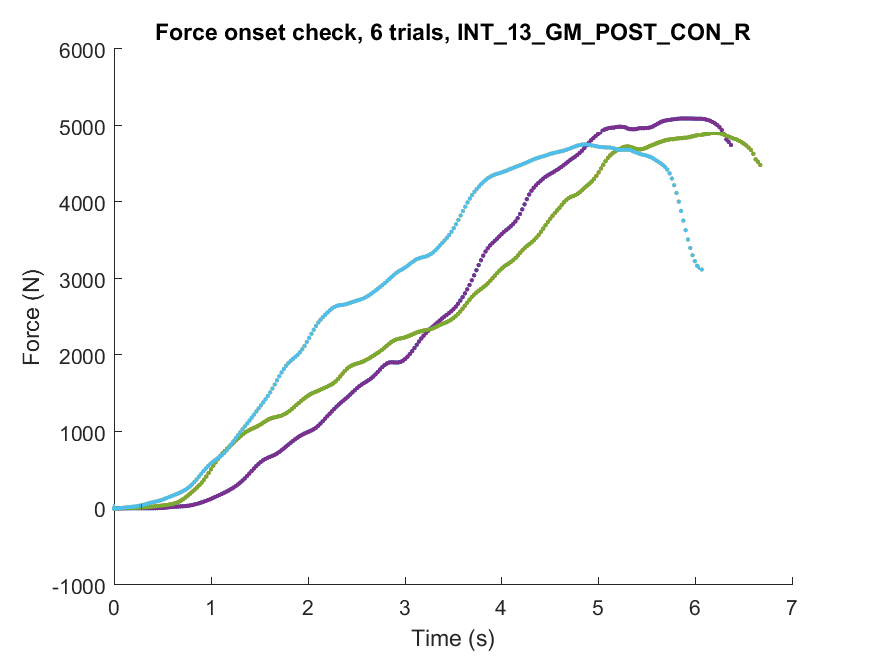 Force onset check, 6 trials, INT_13_GM_POST_CON_R
6000
5000
4000
3000
2000
1000
0
-1000
Force (N)
0 1 2 3 4 5 6 7
Time (s)